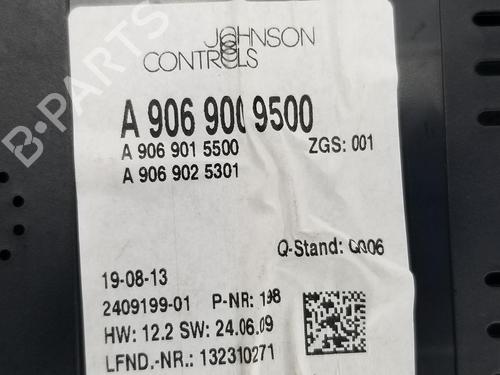 JOHNSON
CONTROLS
A 906 900 9500
A 906 901 5500 ZGS: 001
A 906 902 5301
Q-Stand: 0006
19-08-13
2409199-01 P-NR: 198
HW: 12.2 SW: 24.06.09
LFND.-NR.: 132310271
B-PARTS